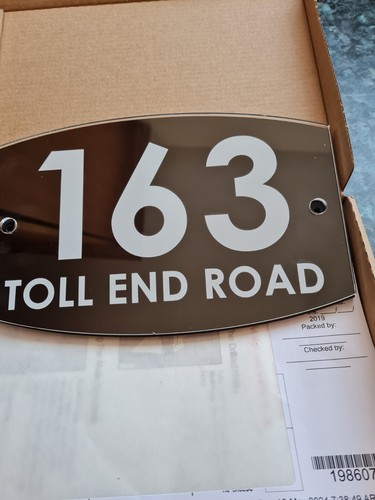 163
TOLL END ROAD
2019
Packed by:
Checked by:
198607